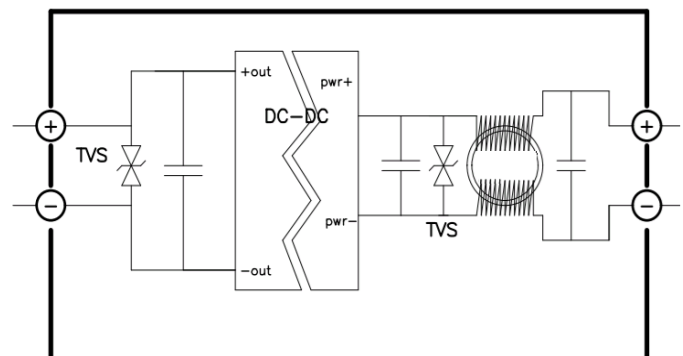 +out
pwr+
DC-DC
TVS
+
+
-
-
pwr-
TVS
-out